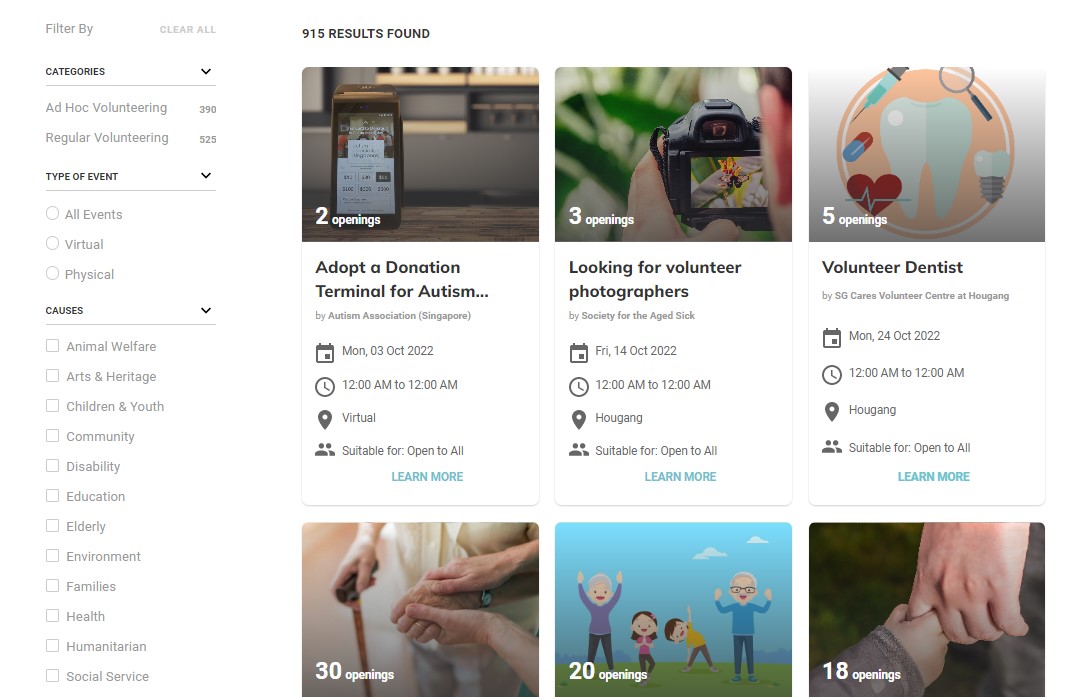 Filter By
CLEAR ALL
CATEGORIES
Ad Hoc Volunteering 390
Regular Volunteering 525
TYPE OF EVENT
All Events
Virtual
Physical
CAUSES
Animal Welfare
Arts & Heritage
Children & Youth
Community
Disability
Education
Elderly
Environment
Families
Health
Humanitarian
Social Service
915 RESULTS FOUND
2 openings
Adopt a Donation
Terminal for Autism...
by Autism Association (Singapore)
Mon, 03 Oct 2022
12:00 AM to 12:00 AM
Virtual
Suitable for: Open to All
LEARN MORE
3 openings
Looking for volunteer
photographers
by Society for the Aged Sick
Fri, 14 Oct 2022
12:00 AM to 12:00 AM
Hougang
Suitable for: Open to All
LEARN MORE
5 openings
Volunteer Dentist
by SG Cares Volunteer Centre at Hougang
Mon, 24 Oct 2022
12:00 AM to 12:00 AM
Hougang
Suitable for: Open to All
LEARN MORE
30 openings
20 openings
18 openings